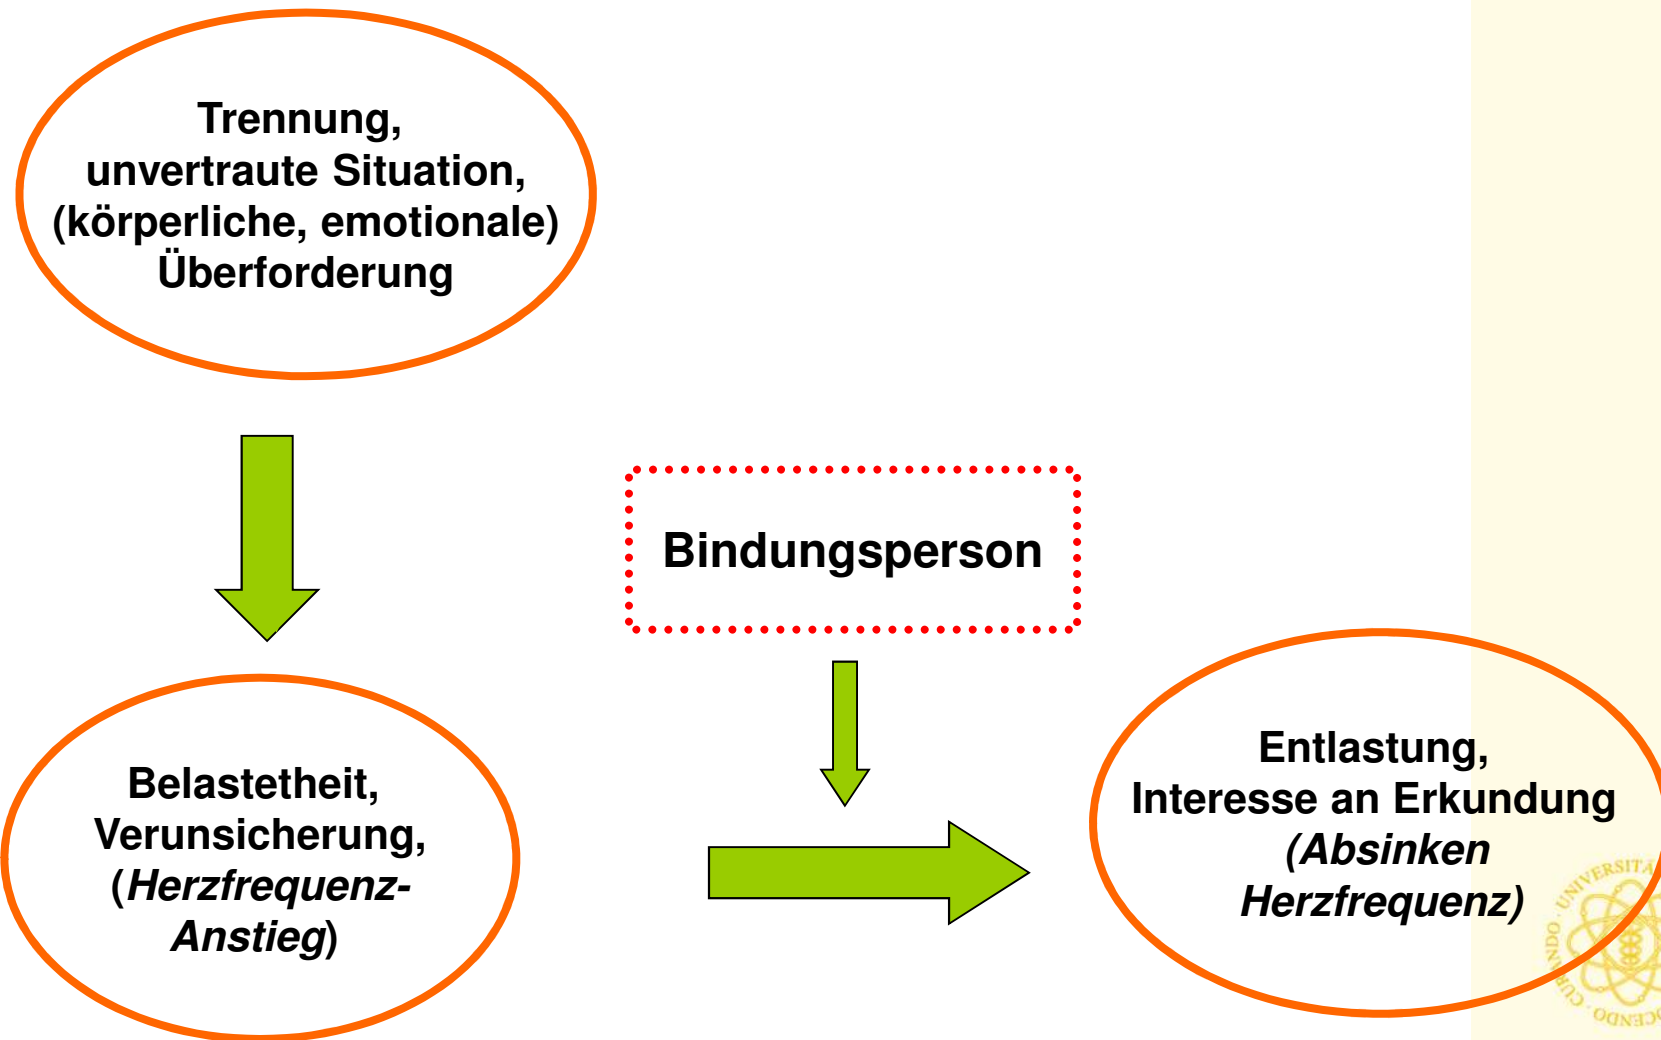 Trennung,
unvertraute Situation,
(körperliche, emotionale)
Überforderung
Bindungsperson
Belastetheit,
Verunsicherung,
(Herzfrequenz-
Anstieg)
Entlastung,
Interesse an Erkundung
(Absinken
Herzfrequenz)